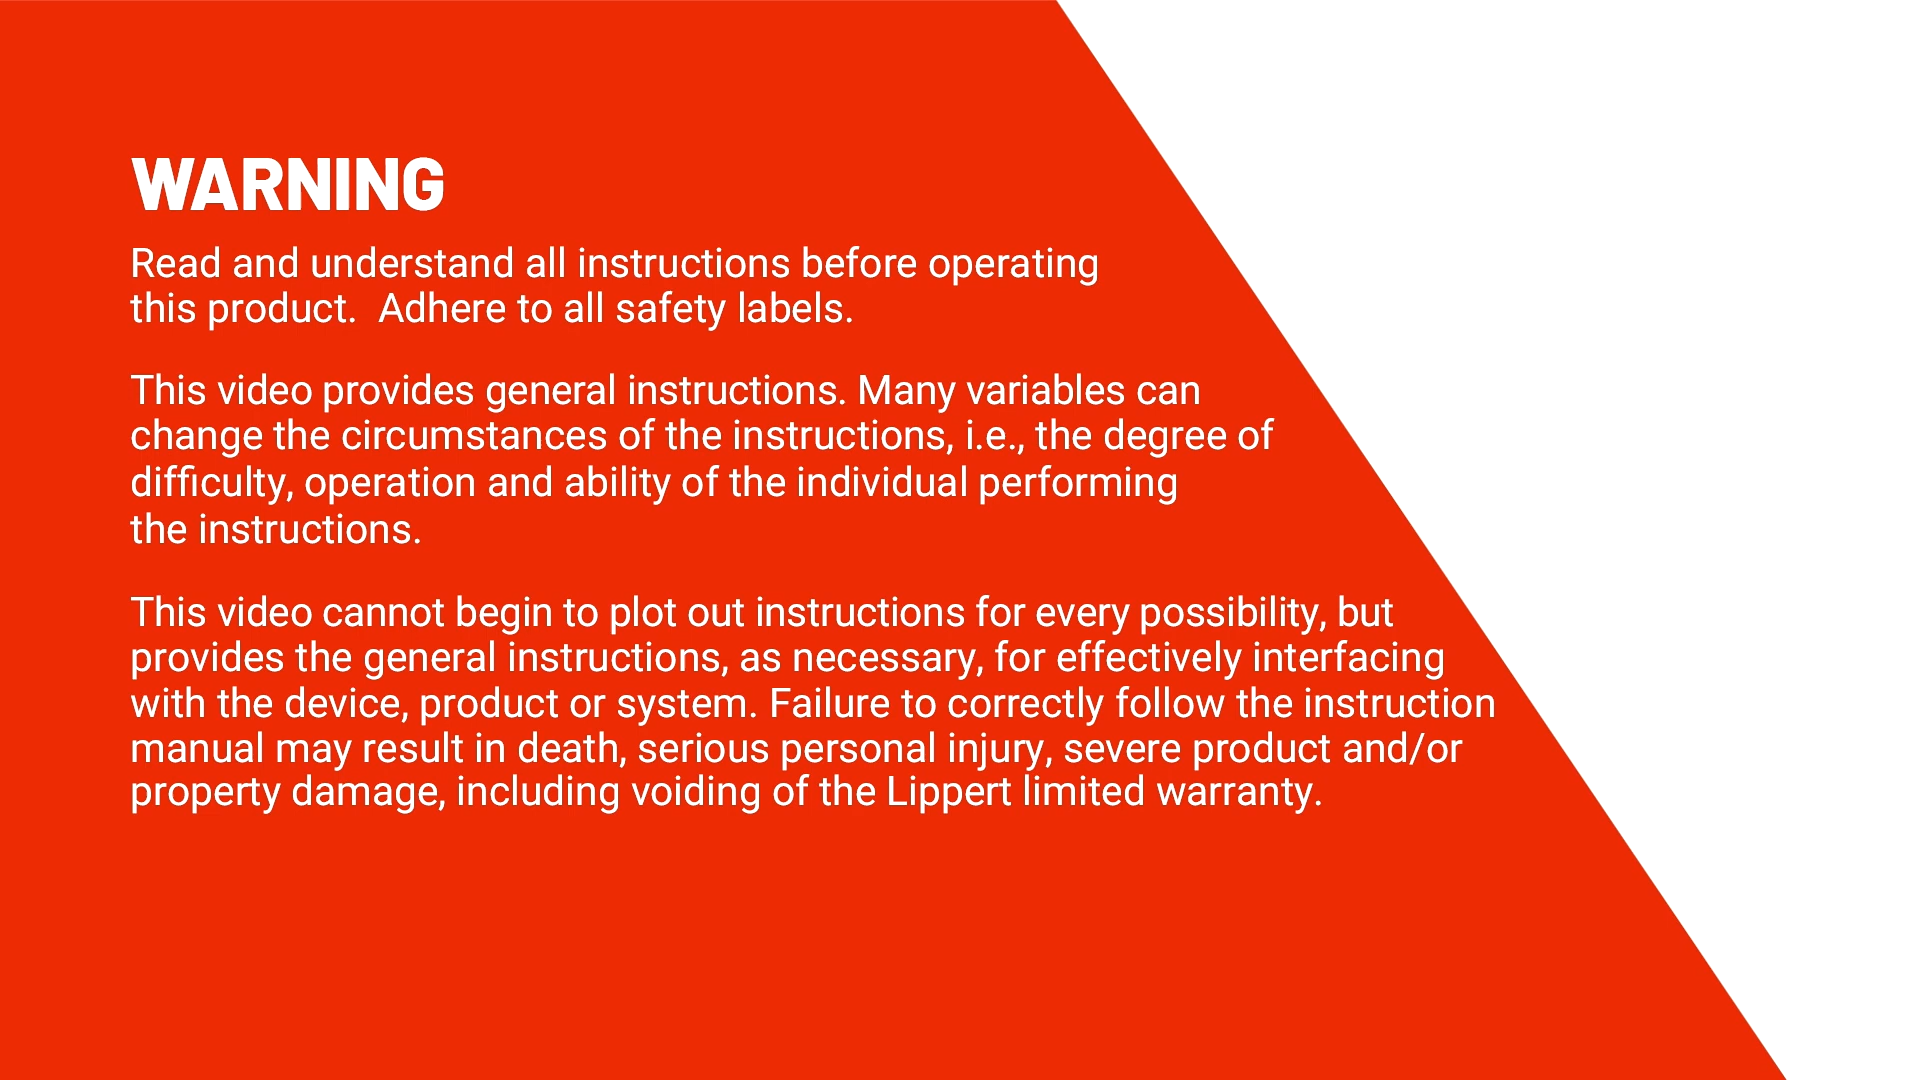 WARNING
Read and understand all instructions before operating
this product.  Adhere to all safety labels.
This video provides general instructions. Many variables can
change the circumstances of the instructions, i.e., the degree of
difficulty, operation and ability of the individual performing
the instructions.
This video cannot begin to plot out instructions for every possibility, but
provides the general instructions, as necessary, for effectively interfacing
with the device, product or system. Failure to correctly follow the instruction
manual may result in death, serious personal injury, severe product and/or
property damage, including voiding of the Lippert limited warranty.